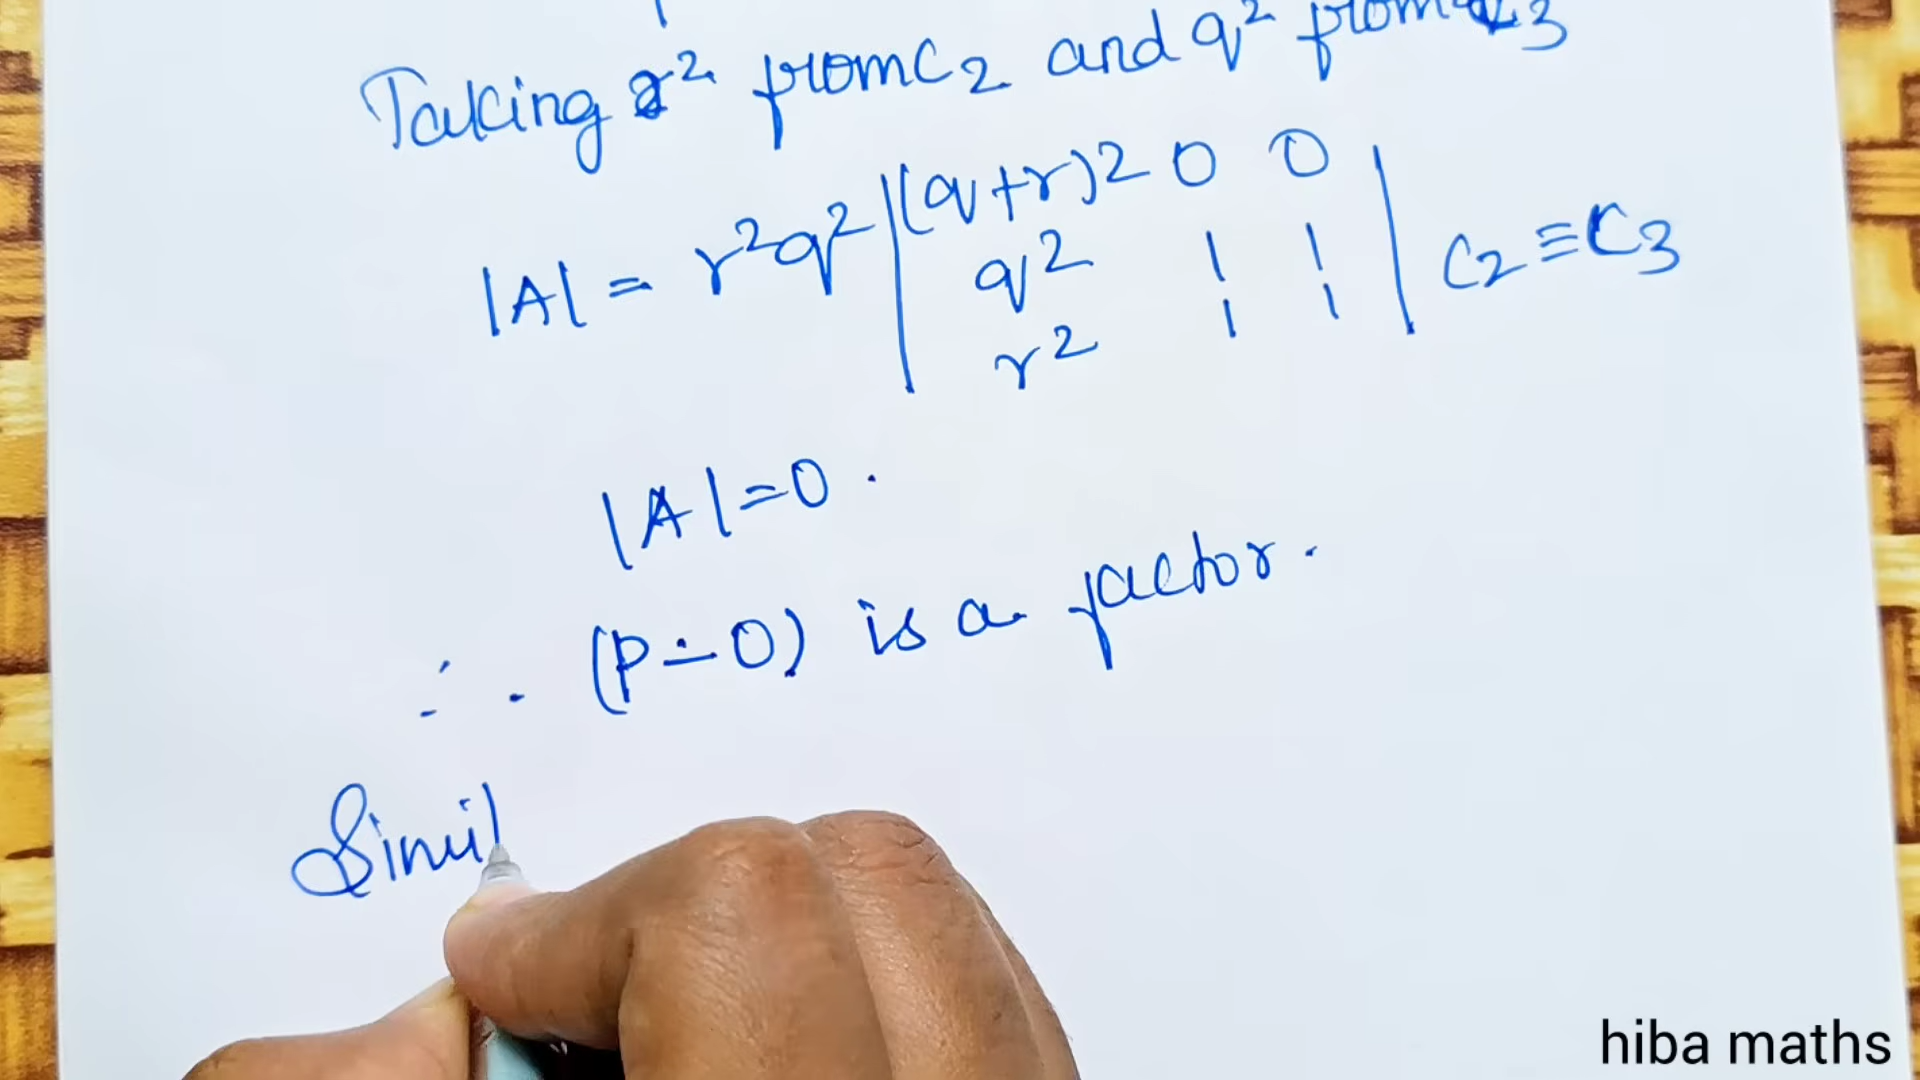 Taking r² from C₂ and q² from C₃
|A| = r²q² | (q+r)² 0 0 |
q² 1 1 C₂ ≡ C₃
r² 1 1
|A| = 0 .
∴ (P-0) is a factor .
Simil
hiba maths